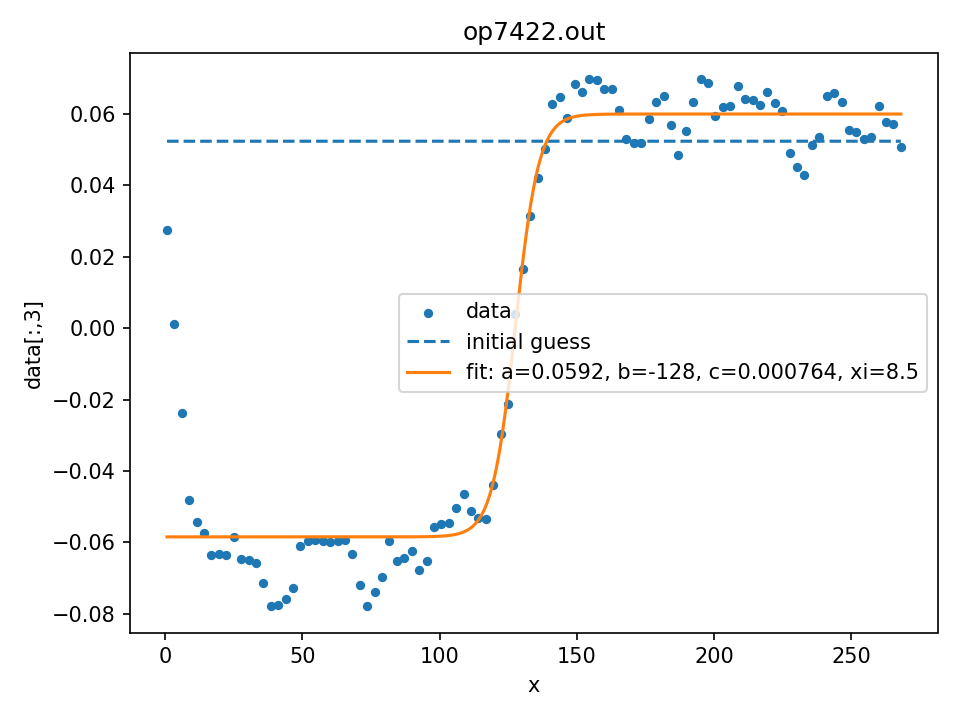 op7422.out
0.06
0.04
0.02
0.00
−0.02
−0.04
−0.06
−0.08
data[:,3]
data
initial guess
fit: a=0.0592, b=-128, c=0.000764, xi=8.5
0 50 100 150 200 250
x